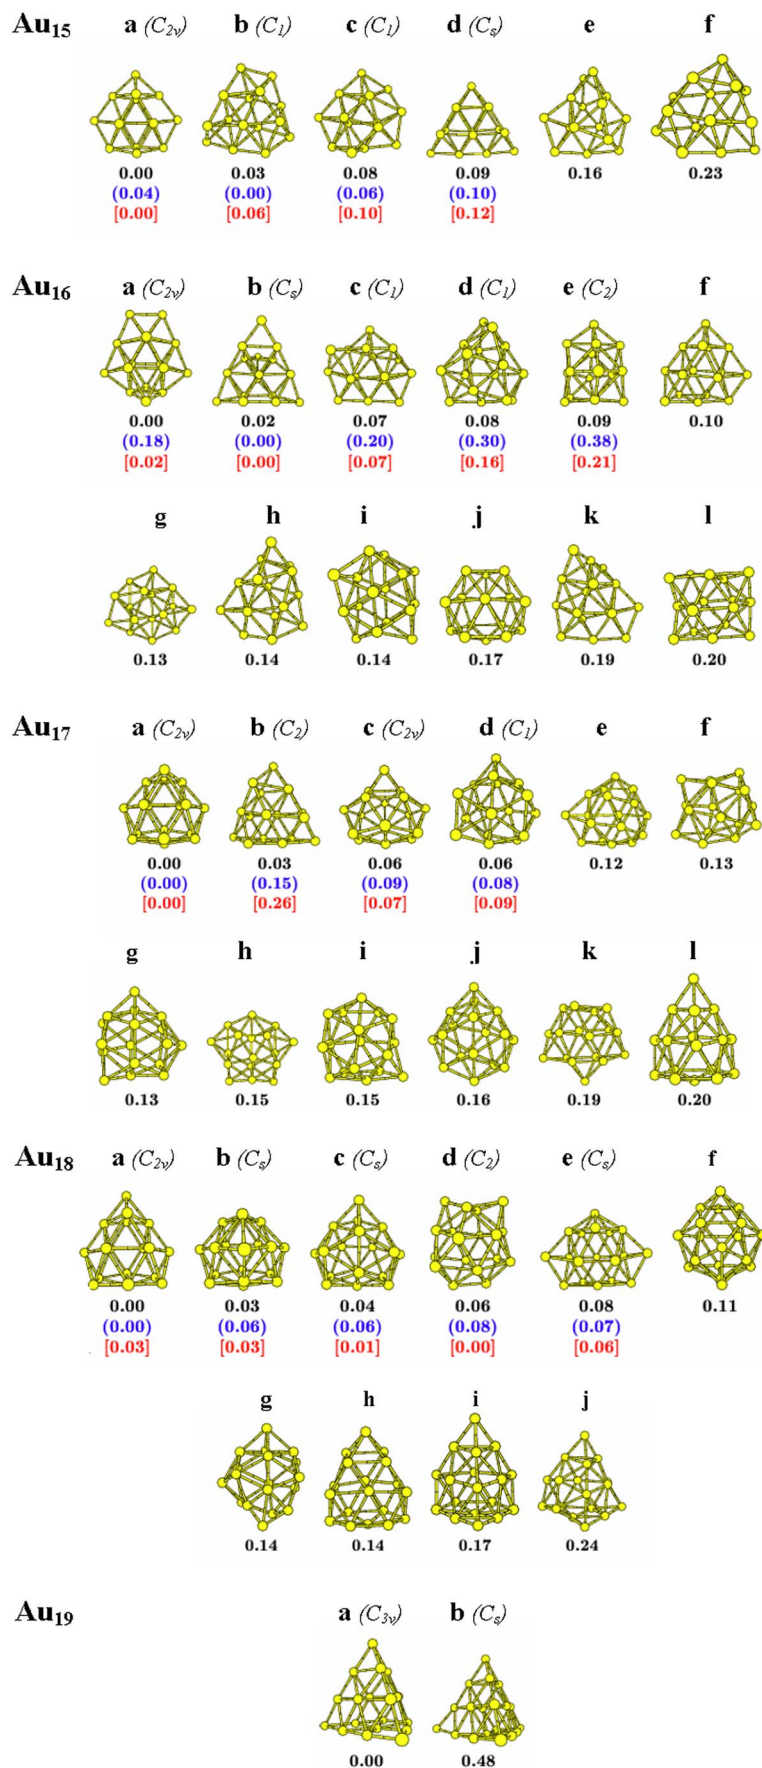 Au15 a (C2v) b (C1) c (C1) d (Cs) e f
0.00 0.03 0.08 0.09 0.16 0.23
(0.04) (0.00) (0.06) (0.10)
[0.00] [0.06] [0.10] [0.12]
Au16 a (C2v) b (Cs) c (C1) d (C1) e (C2) f
0.00 0.02 0.07 0.08 0.09 0.10
(0.18) (0.00) (0.20) (0.30) (0.38)
[0.02] [0.00] [0.07] [0.16] [0.21]
g h i j k l
0.13 0.14 0.14 0.17 0.19 0.20
Au17 a (C2v) b (C2) c (C2v) d (C1) e f
0.00 0.03 0.06 0.06 0.12 0.13
(0.00) (0.15) (0.09) (0.08)
[0.00] [0.26] [0.07] [0.09]
g h i j k l
0.13 0.15 0.15 0.16 0.19 0.20
Au18 a (C2v) b (Cs) c (Cs) d (C2) e (Cs) f
0.00 0.03 0.04 0.06 0.08 0.11
(0.00) (0.06) (0.06) (0.08) (0.07)
[0.03] [0.03] [0.01] [0.00] [0.06]
g h i j
0.14 0.14 0.17 0.24
Au19 a (C3v) b (Cs)
0.00 0.48